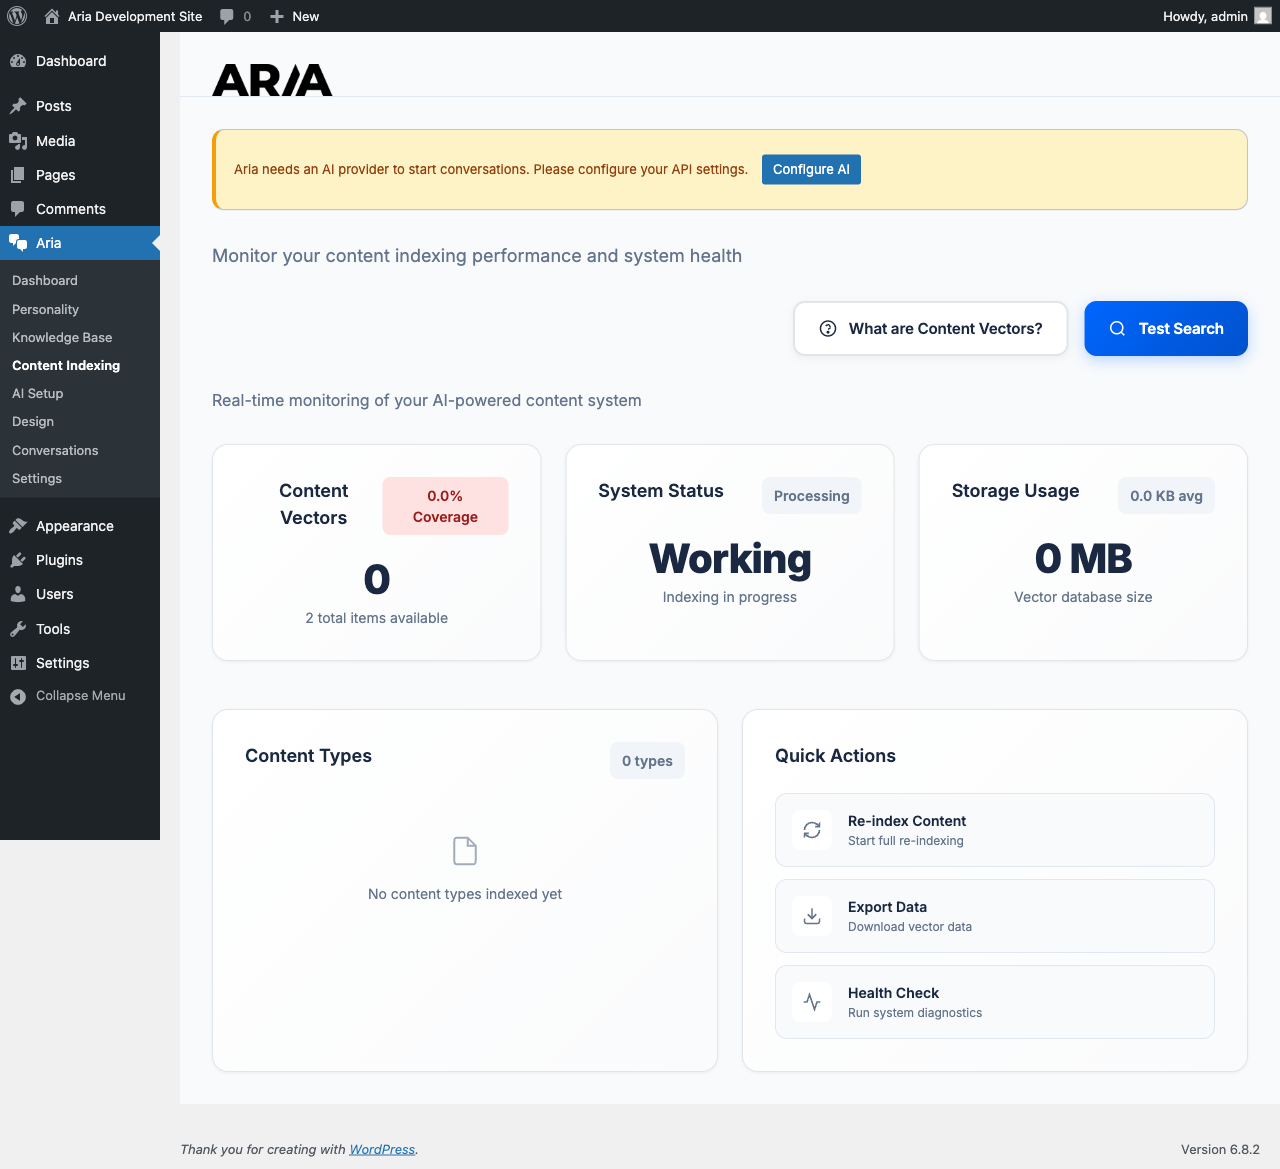 Aria Development Site
0
New
Howdy, admin
Dashboard
Posts
Media
Pages
Comments
Aria
Dashboard
Personality
Knowledge Base
Content Indexing
AI Setup
Design
Conversations
Settings
Appearance
Plugins
Users
Tools
Settings
Collapse Menu
ARIA
Aria needs an AI provider to start conversations. Please configure your API settings.
Configure AI
Monitor your content indexing performance and system health
What are Content Vectors?
Test Search
Real-time monitoring of your AI-powered content system
Content
Vectors
0.0%
Coverage
0
2 total items available
System Status
Processing
Working
Indexing in progress
Storage Usage
0.0 KB avg
0 MB
Vector database size
Content Types
0 types
No content types indexed yet
Quick Actions
Re-index Content
Start full re-indexing
Export Data
Download vector data
Health Check
Run system diagnostics
Thank you for creating with WordPress.
Version 6.8.2